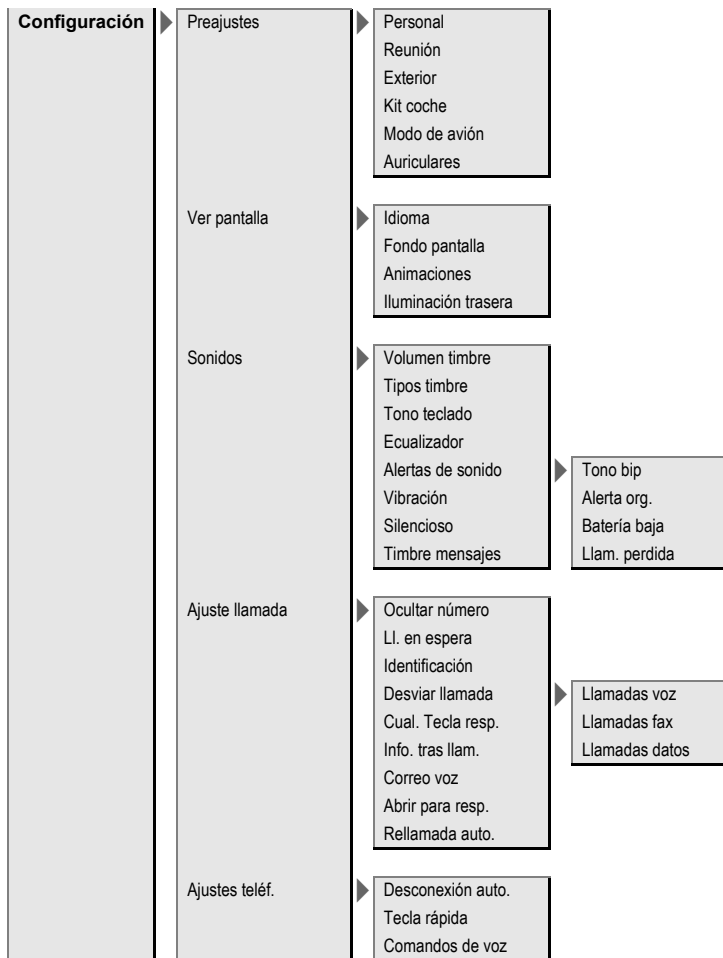 Configuración
Preajustes
Personal
Reunión
Exterior
Kit coche
Modo de avión
Auriculares
Ver pantalla
Idioma
Fondo pantalla
Animaciones
Iluminación trasera
Sonidos
Volumen timbre
Tipos timbre
Tono teclado
Ecualizador
Alertas de sonido
Tono bip
Alerta org.
Batería baja
Llam. perdida
Vibración
Silencioso
Timbre mensajes
Ajuste llamada
Ocultar número
Ll. en espera
Identificación
Desviar llamada
Llamadas voz
Llamadas fax
Llamadas datos
Cual. Tecla resp.
Info. tras llam.
Correo voz
Abrir para resp.
Rellamada auto.
Ajustes teléf.
Desconexión auto.
Tecla rápida
Comandos de voz